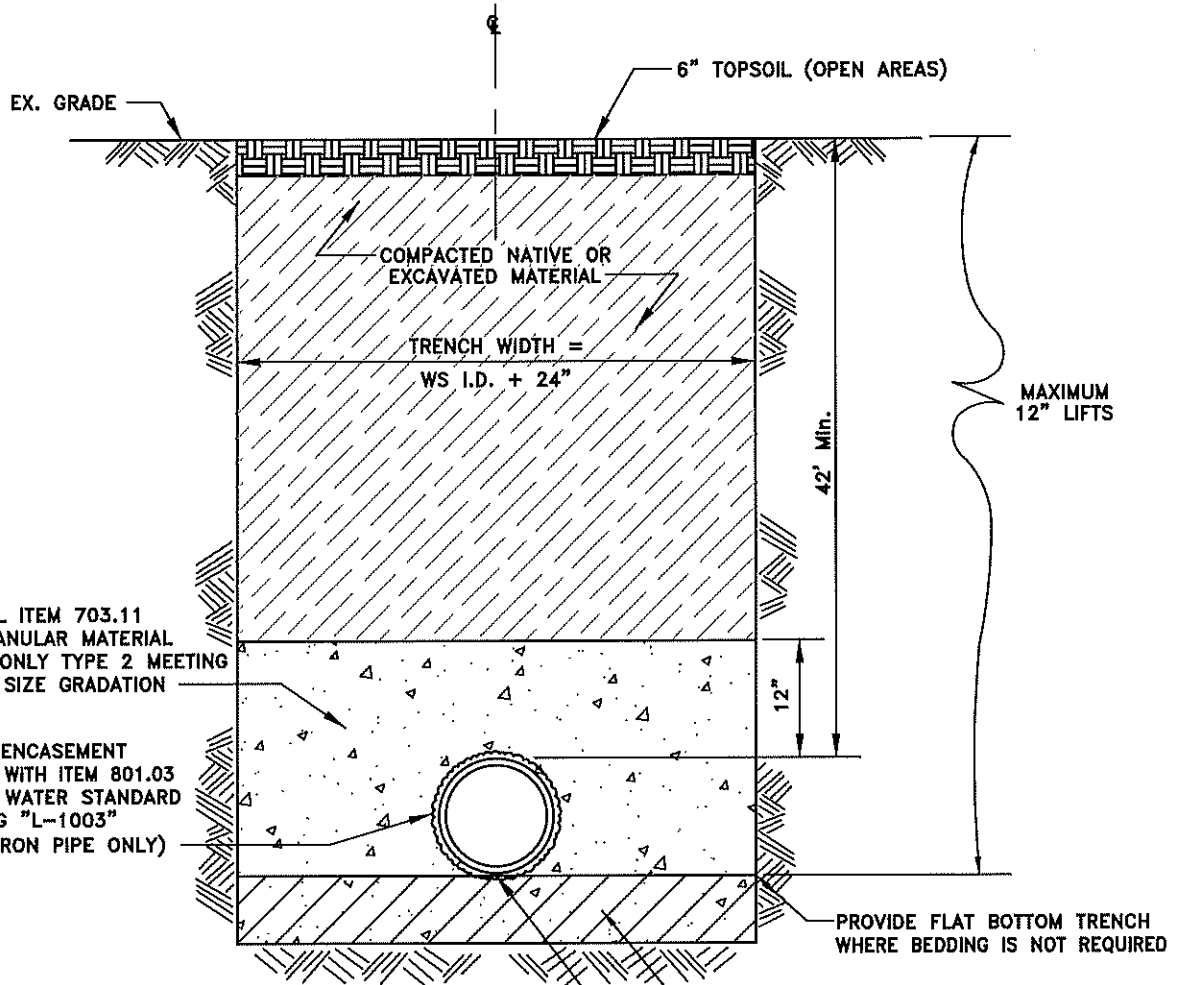 6" TOPSOIL (OPEN AREAS)
EX. GRADE
COMPACTED NATIVE OR
EXCAVATED MATERIAL
TRENCH WIDTH =
WS I.D. + 24"
MAXIMUM
12" LIFTS
42' Min.
L ITEM 703.11
ANULAR MATERIAL
ONLY TYPE 2 MEETING
SIZE GRADATION
12"
ENCASEMENT
WITH ITEM 801.03
WATER STANDARD
G "L-1003"
RON PIPE ONLY)
PROVIDE FLAT BOTTOM TRENCH
WHERE BEDDING IS NOT REQUIRED